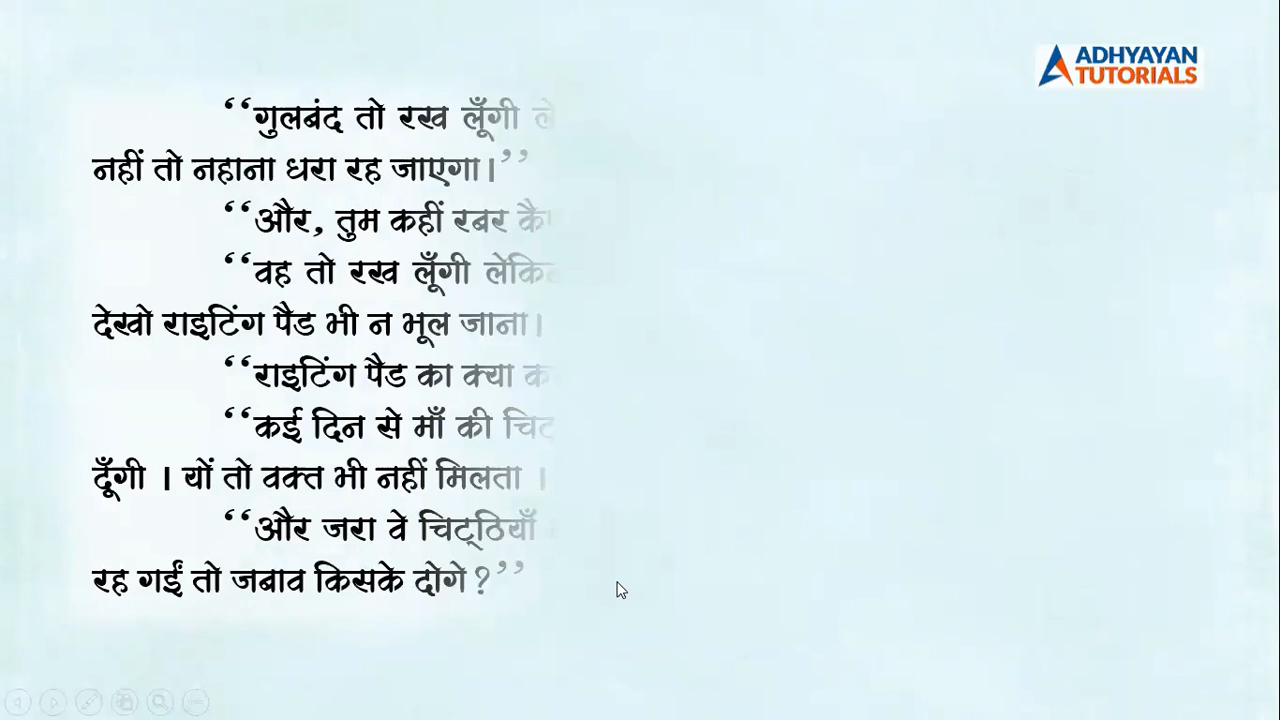 ADHYAYAN
TUTORIALS
‘‘गुलबंद तो रख लूँगी
नहीं तो नहाना धरा रह जाएगा।’’
‘‘और, तुम कहीं रबर
‘‘वह तो रख लूँगी
देखो राइटिंग पैड भी न भूल जाना।
‘‘राइटिंग पैड का क्या
‘‘कई दिन से माँ की
दूँगी । यों तो वक्त भी नहीं मिलता ।
‘‘और जरा वे चिट्ठियाँ
रह गईं तो जबाव किसके दोगे ?’’